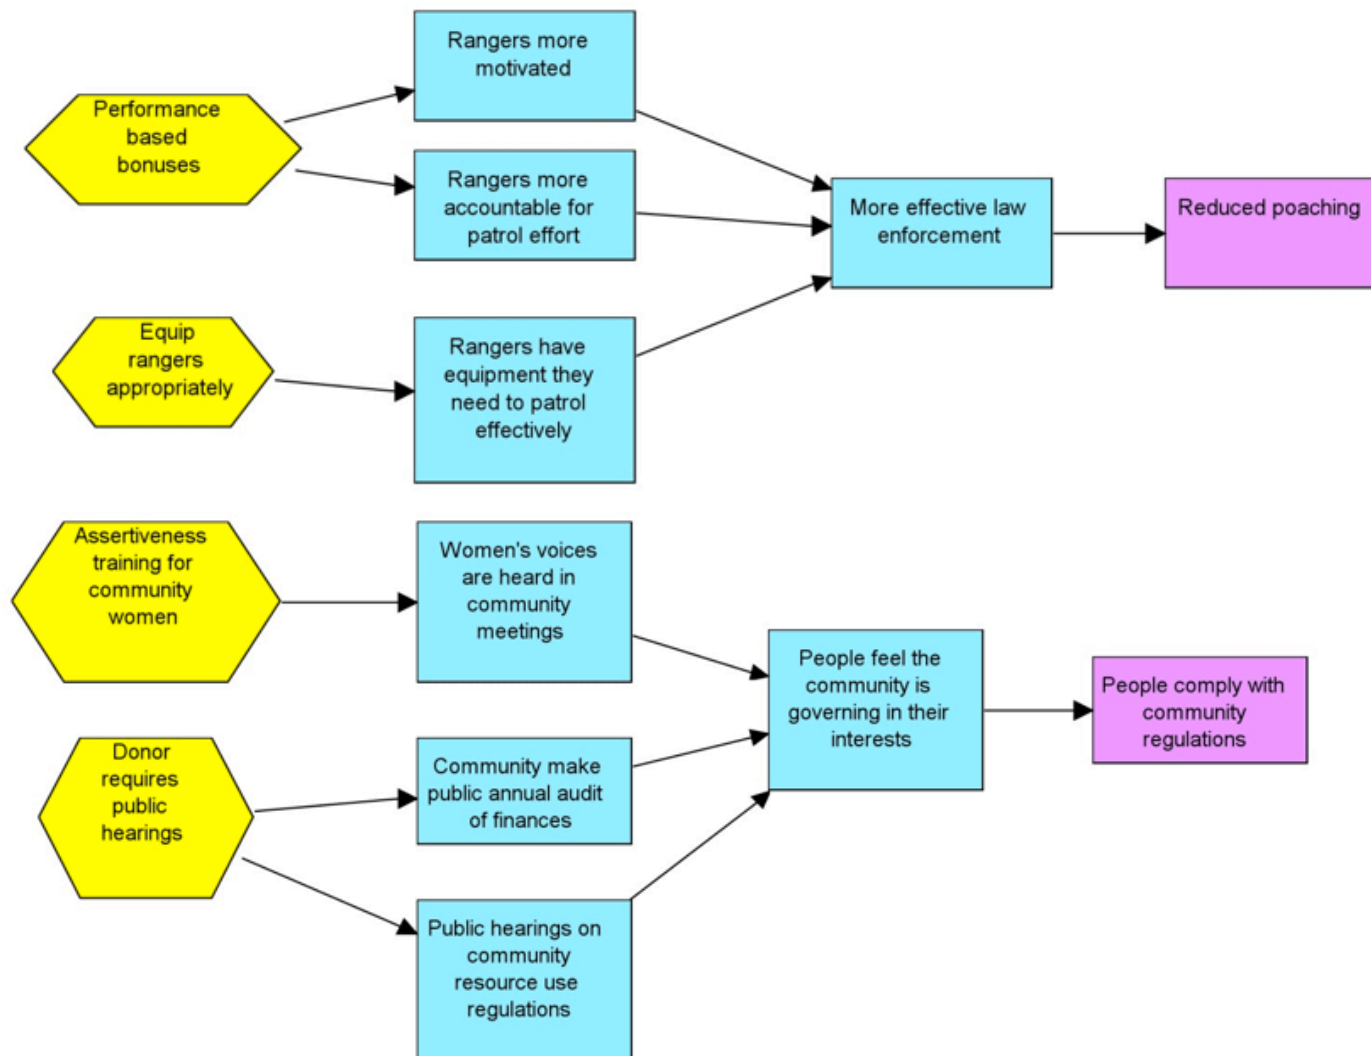 Performance
based
bonuses
Rangers more
motivated
Rangers more
accountable for
patrol effort
Equip
rangers
appropriately
Rangers have
equipment they
need to patrol
effectively
More effective law
enforcement
Reduced poaching
Assertiveness
training for
community
women
Women's voices
are heard in
community
meetings
Donor
requires
public
hearings
Community make
public annual audit
of finances
Public hearings on
community
resource use
regulations
People feel the
community is
governing in their
interests
People comply with
community
regulations